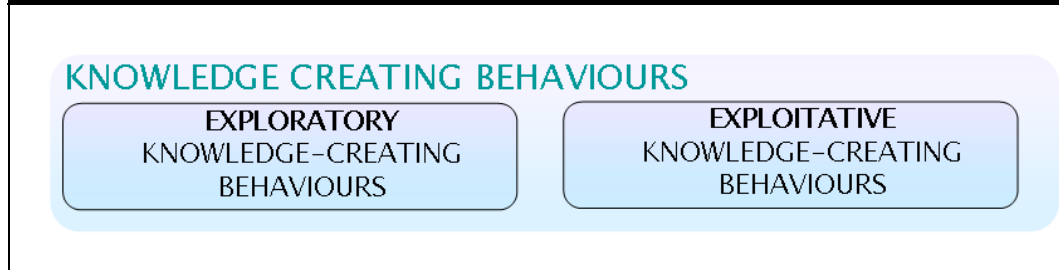 KNOWLEDGE CREATING BEHAVIOURS
EXPLORATORY
KNOWLEDGE-CREATING
BEHAVIOURS
EXPLOITATIVE
KNOWLEDGE-CREATING
BEHAVIOURS